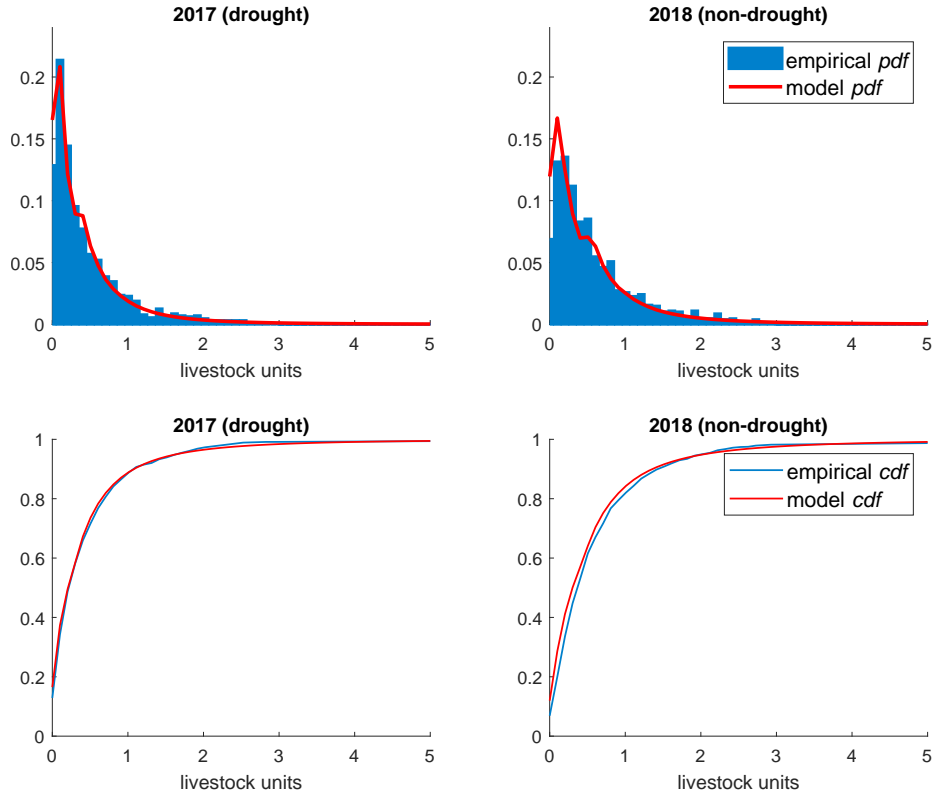 2017 (drought)
0.2
0.15
0.1
0.05
0
0 1 2 3 4 5
livestock units
2018 (non-drought)
empirical pdf
model pdf
0.2
0.15
0.1
0.05
0
0 1 2 3 4 5
livestock units
2017 (drought)
1
0.8
0.6
0.4
0.2
0
0 1 2 3 4 5
livestock units
2018 (non-drought)
empirical cdf
model cdf
1
0.8
0.6
0.4
0.2
0
0 1 2 3 4 5
livestock units